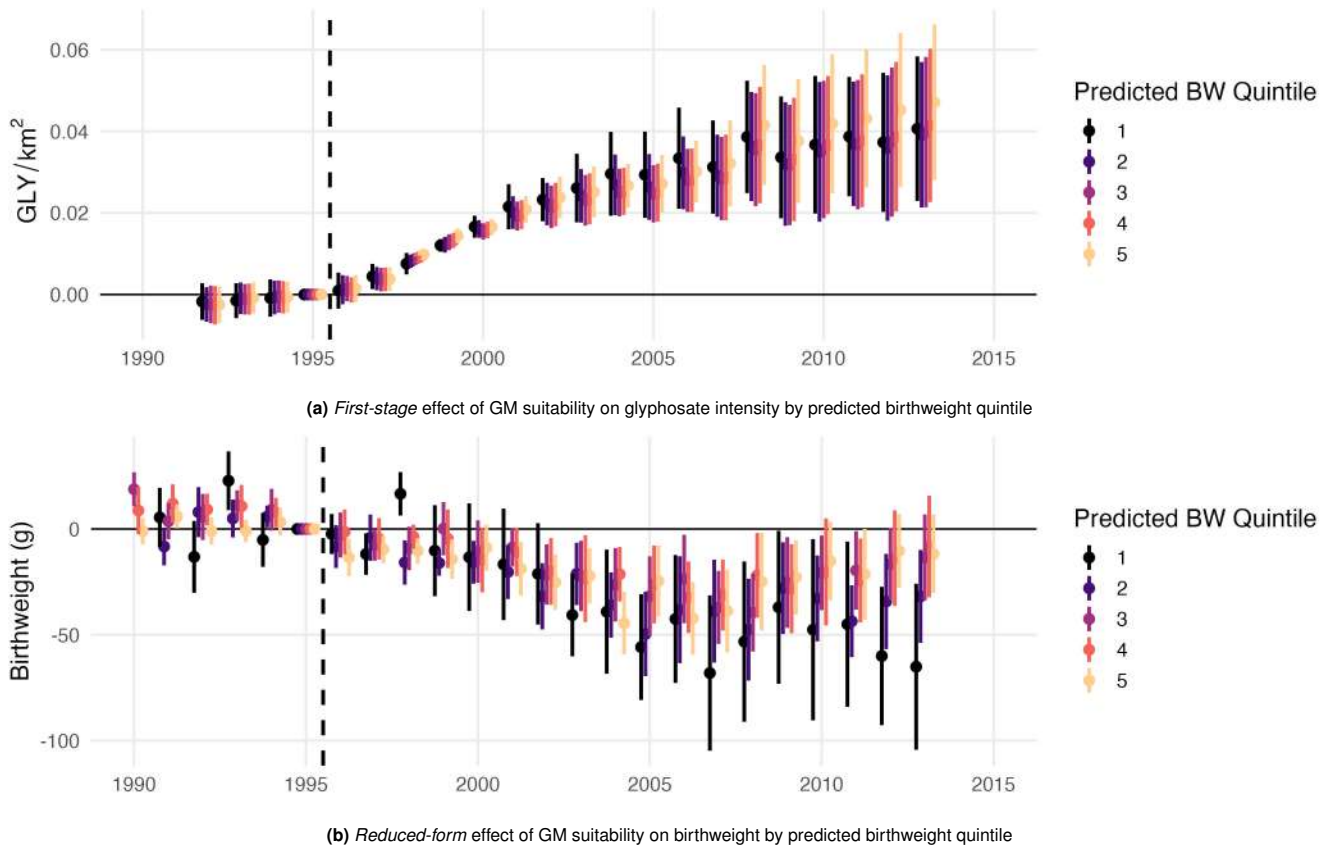 0.06
0.04
0.02
0.00
GLY/km²
1990 1995 2000 2005 2010 2015
Predicted BW Quintile
1
2
3
4
5
(a) First-stage effect of GM suitability on glyphosate intensity by predicted birthweight quintile
0
-50
-100
Birthweight (g)
1990 1995 2000 2005 2010 2015
Predicted BW Quintile
1
2
3
4
5
(b) Reduced-form effect of GM suitability on birthweight by predicted birthweight quintile